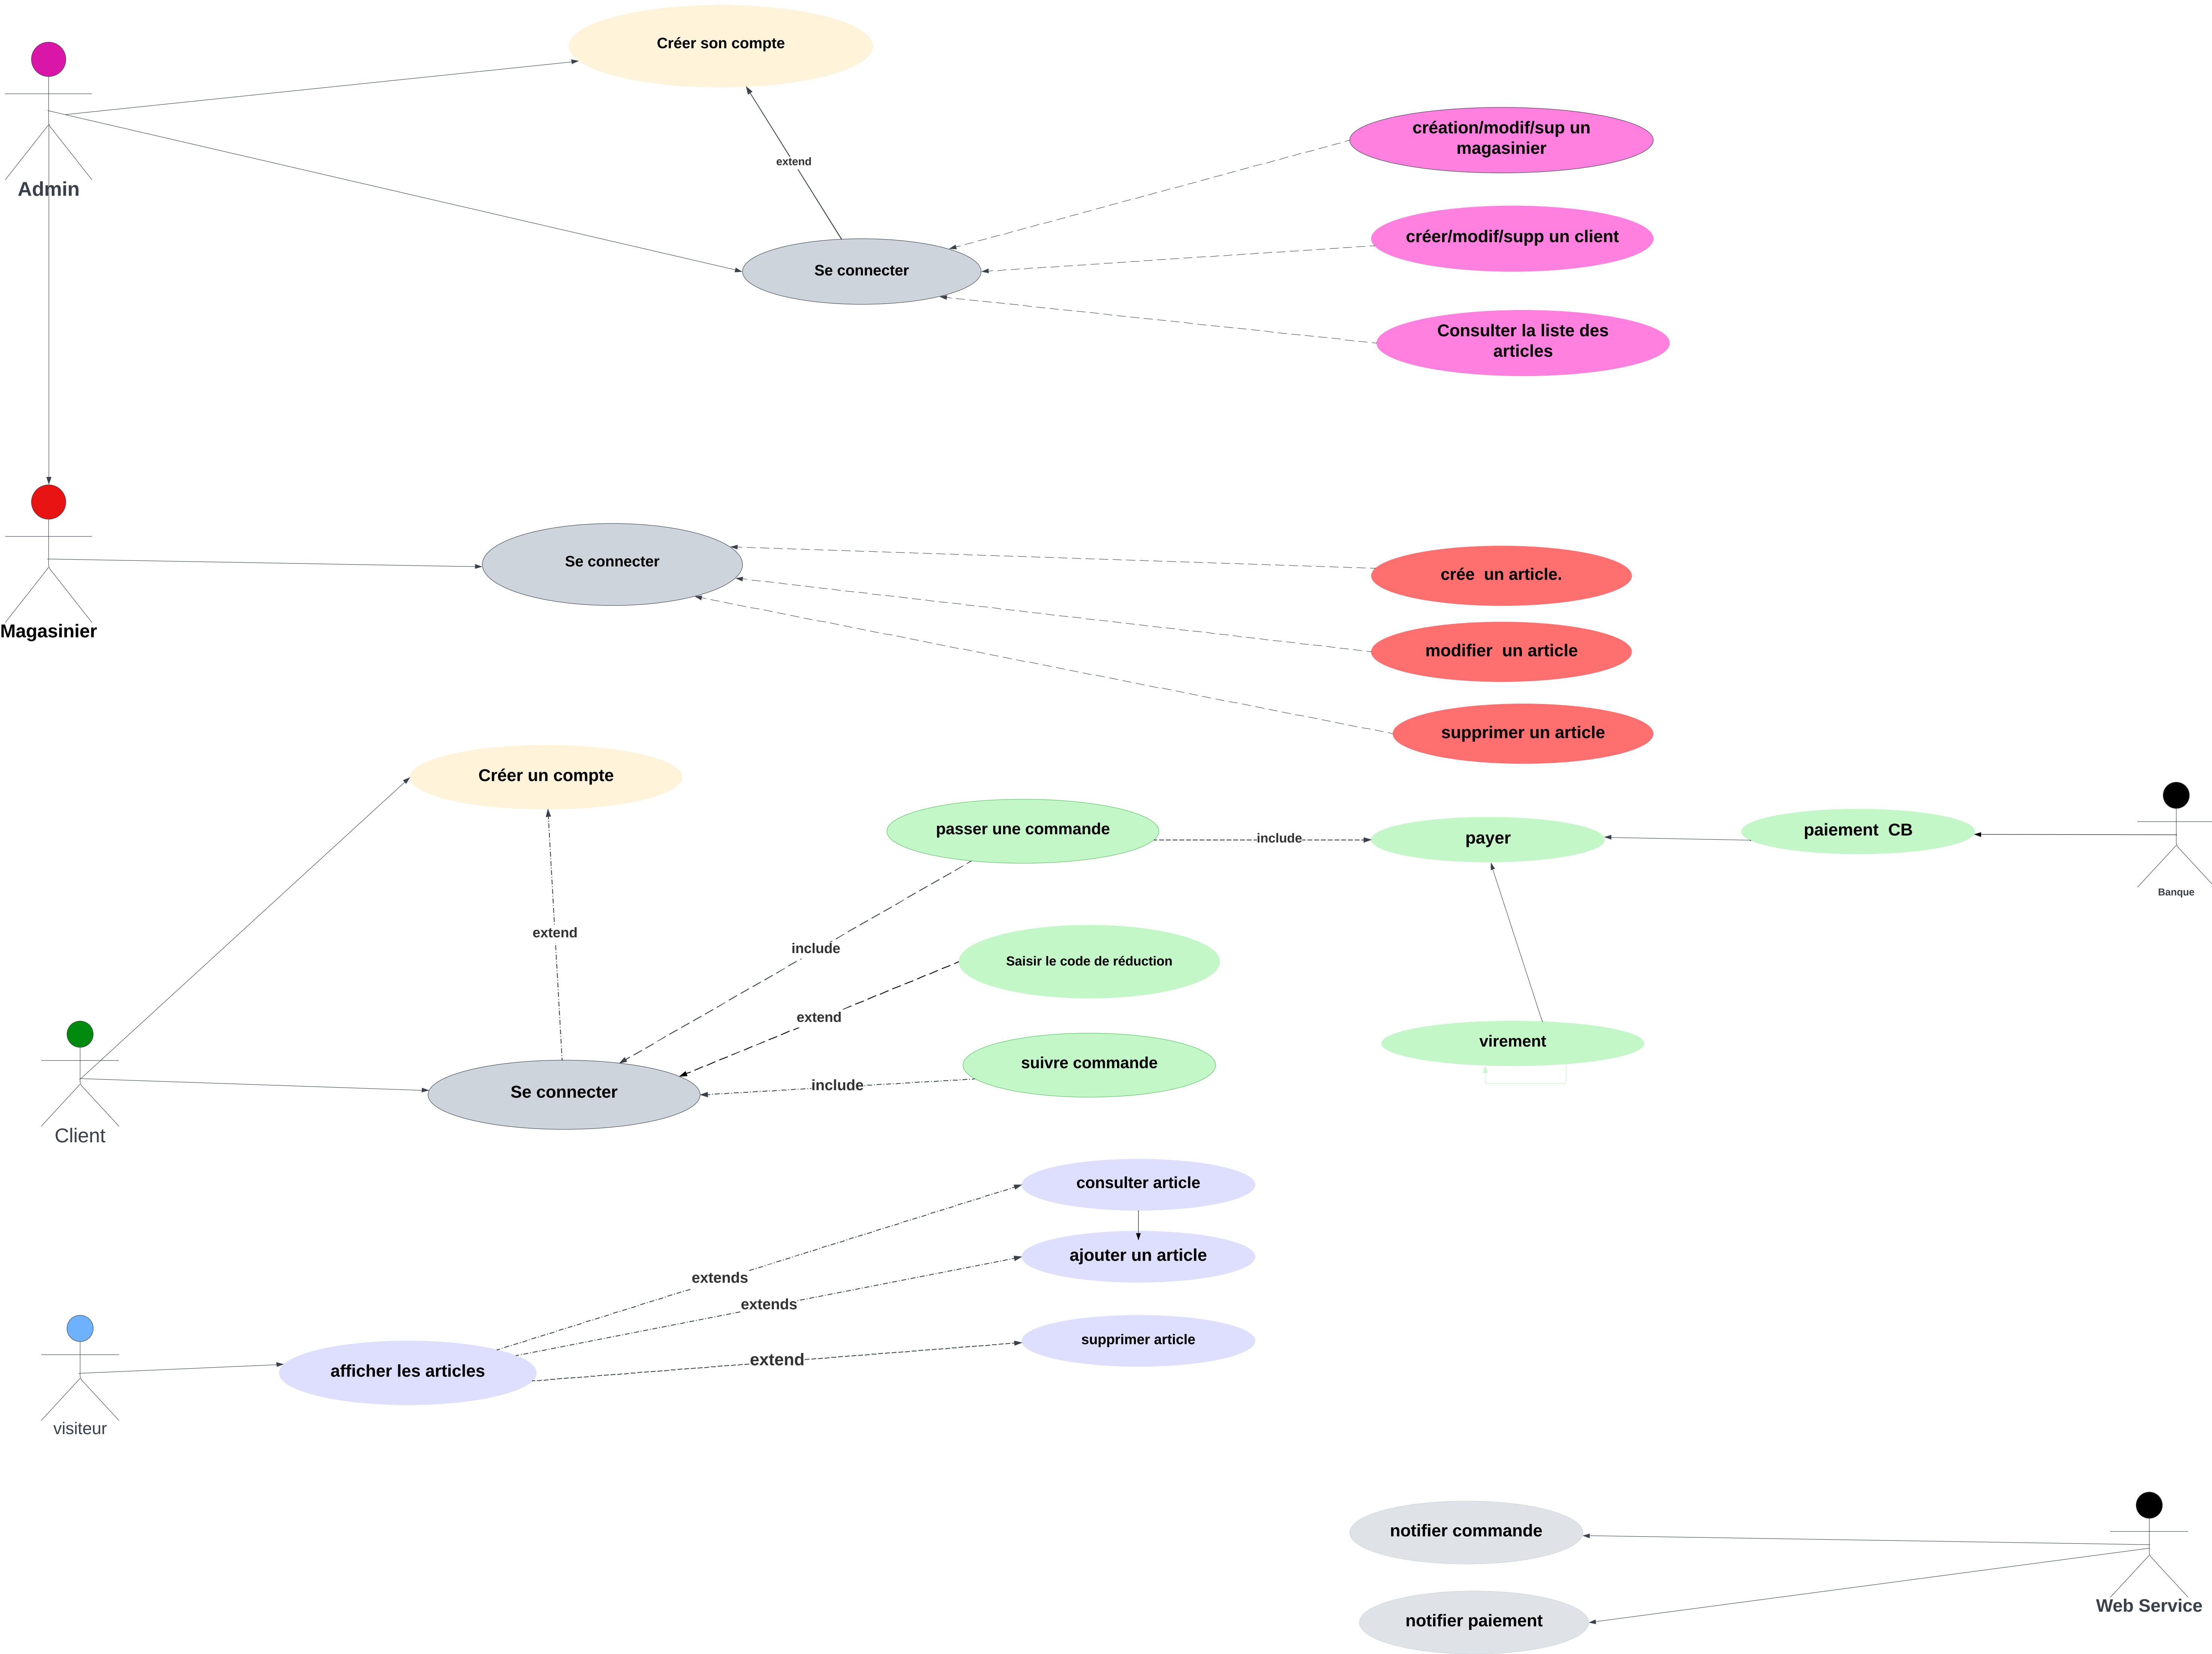 Créer son compte
création/modif/sup un
magasinier
extend
Admin
créer/modif/supp un client
Se connecter
Consulter la liste des
articles
Se connecter
crée  un article.
Magasinier
modifier  un article
supprimer un article
Créer un compte
passer une commande
include
payer
paiement  CB
Banque
extend
include
Saisir le code de réduction
extend
virement
suivre commande
include
Se connecter
Client
consulter article
ajouter un article
extends
extends
supprimer article
extend
afficher les articles
visiteur
notifier commande
Web Service
notifier paiement